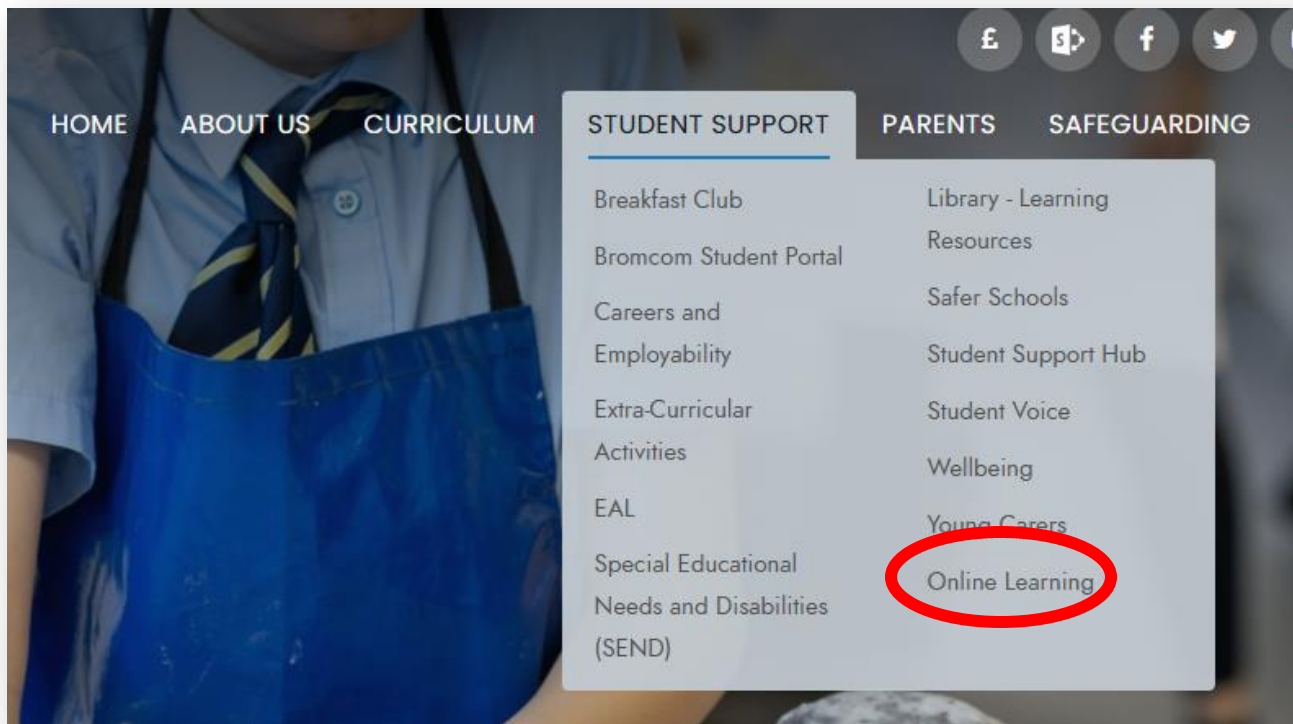 £
S
f
HOME ABOUT US CURRICULUM STUDENT SUPPORT PARENTS SAFEGUARDING
Breakfast Club
Bromcom Student Portal
Careers and
Employability
Extra-Curricular
Activities
EAL
Special Educational
Needs and Disabilities
(SEND)
Library - Learning
Resources
Safer Schools
Student Support Hub
Student Voice
Wellbeing
Young Carers
Online Learning